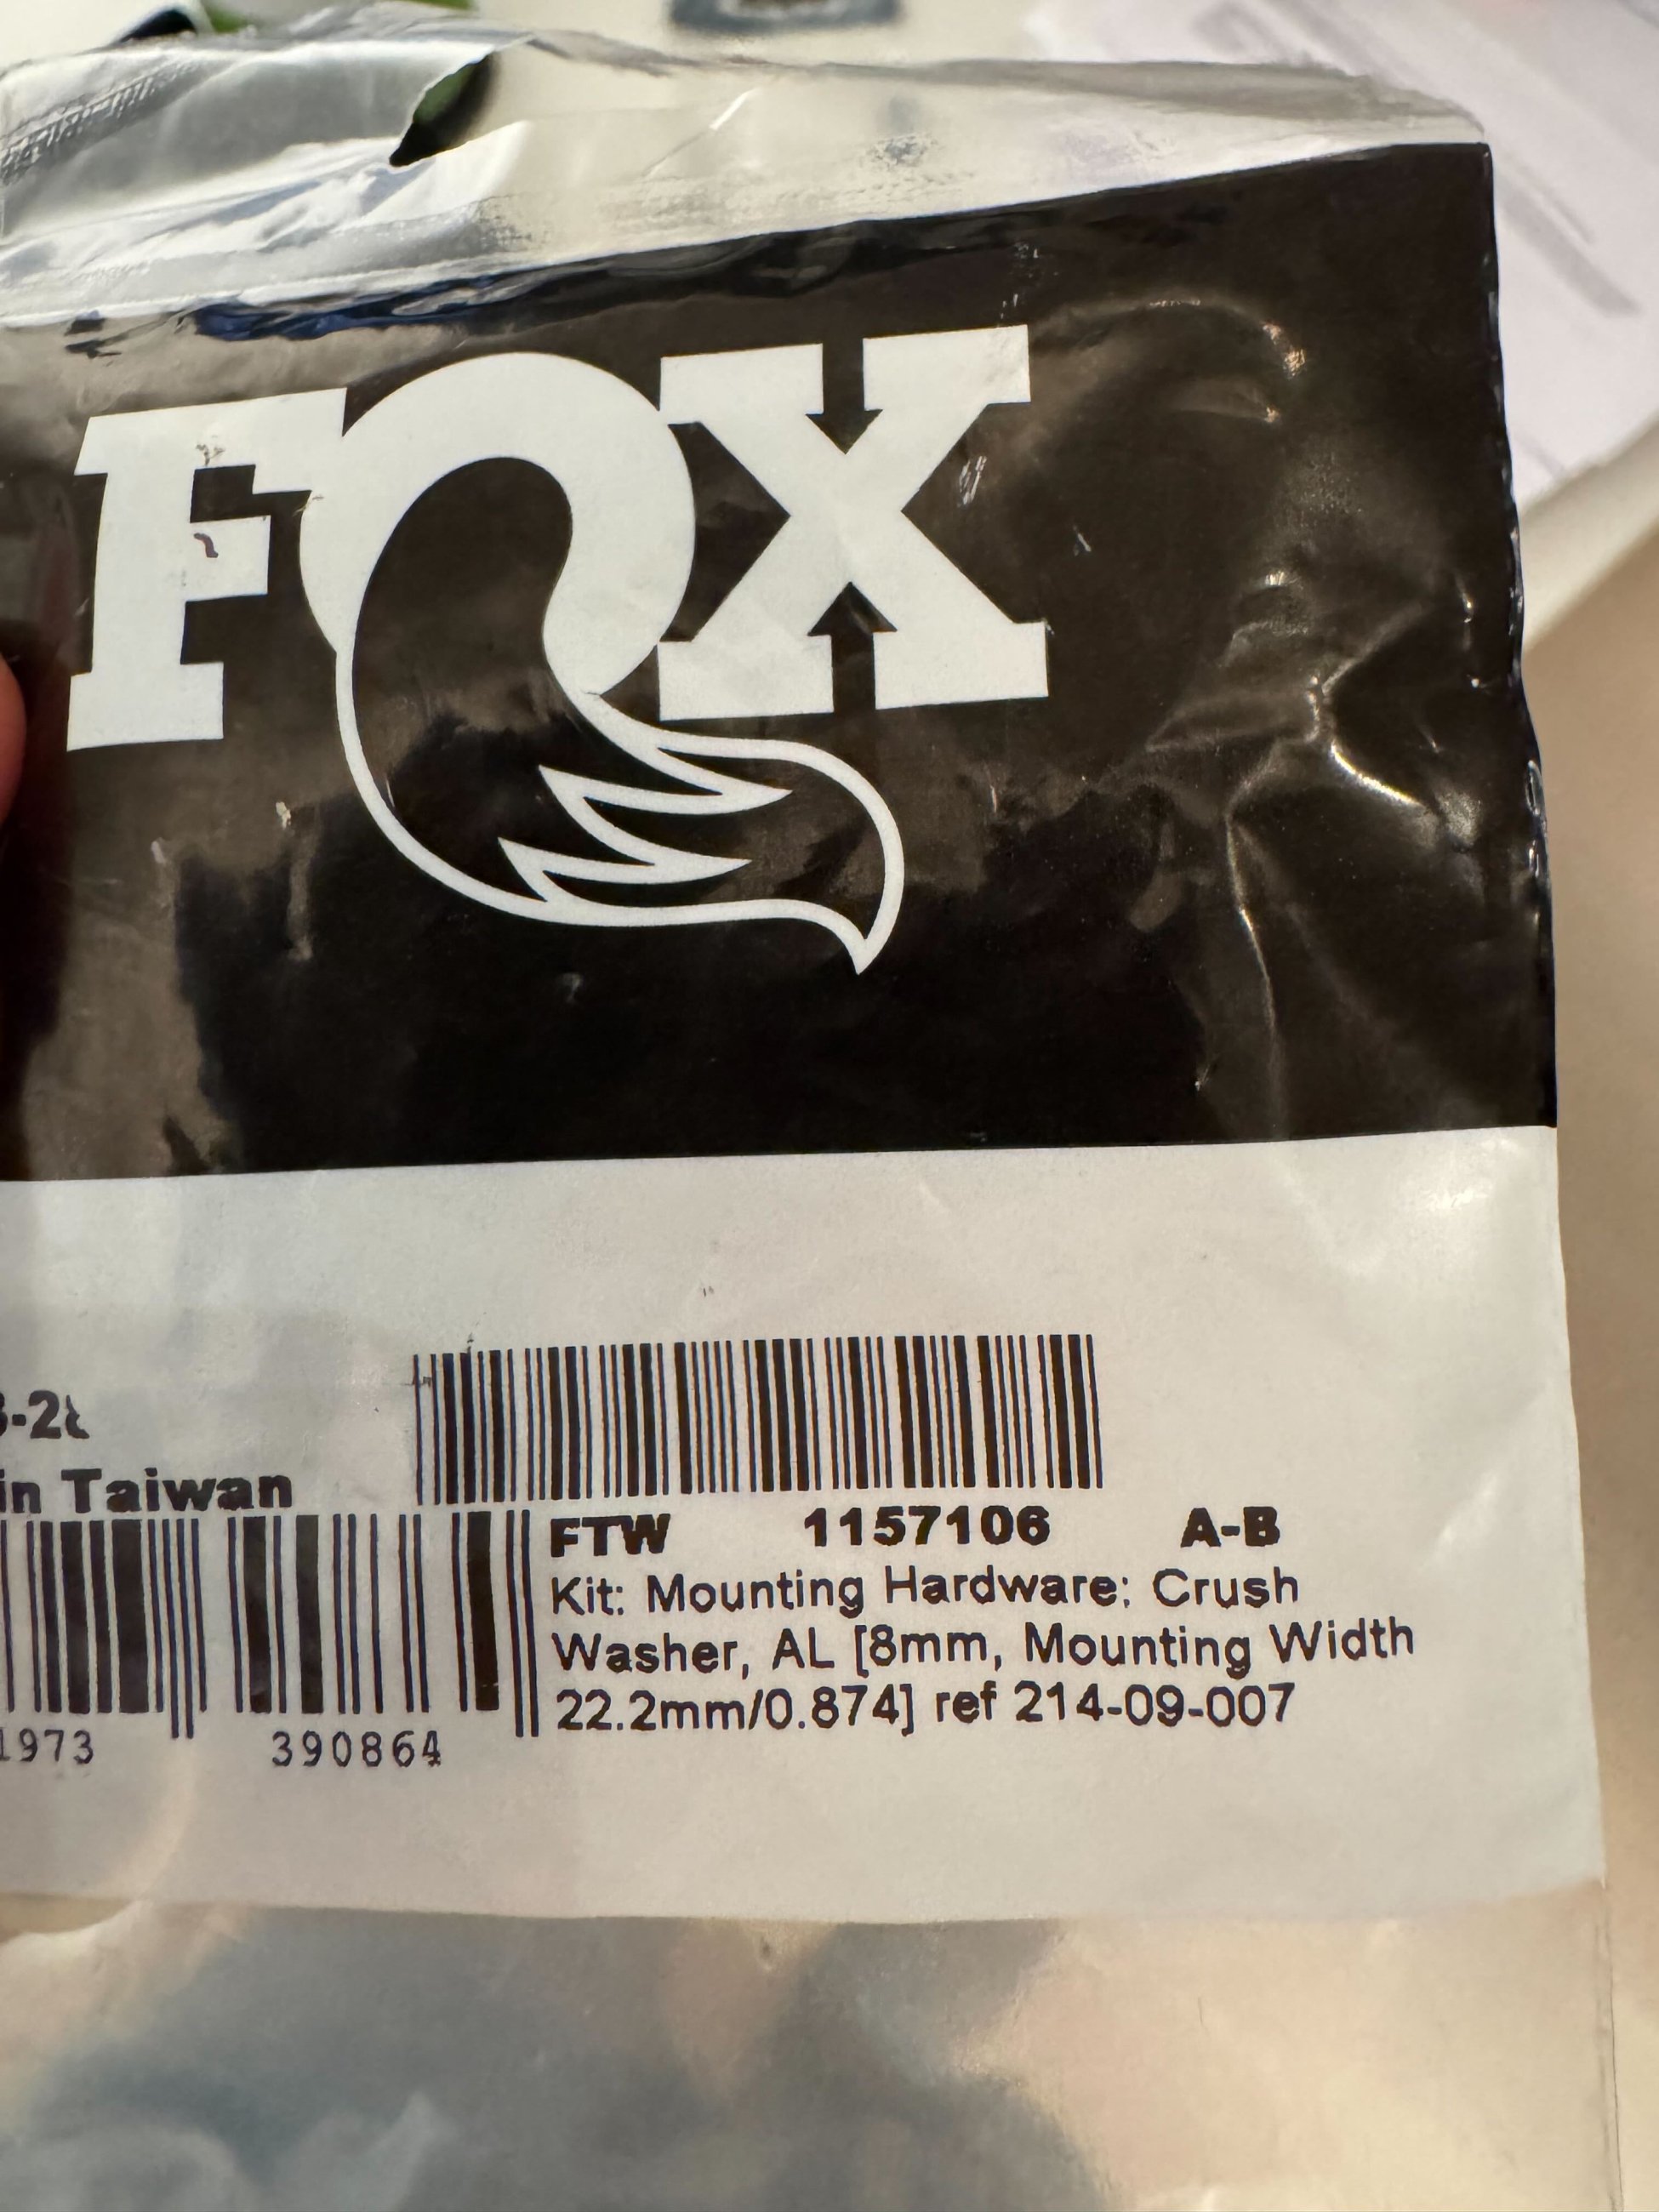 FOX
in Taiwan
FTW 1157106 A-B
Kit: Mounting Hardware: Crush
Washer, AL [8mm, Mounting Width
22.2mm/0.874] ref 214-09-007
1973 390864